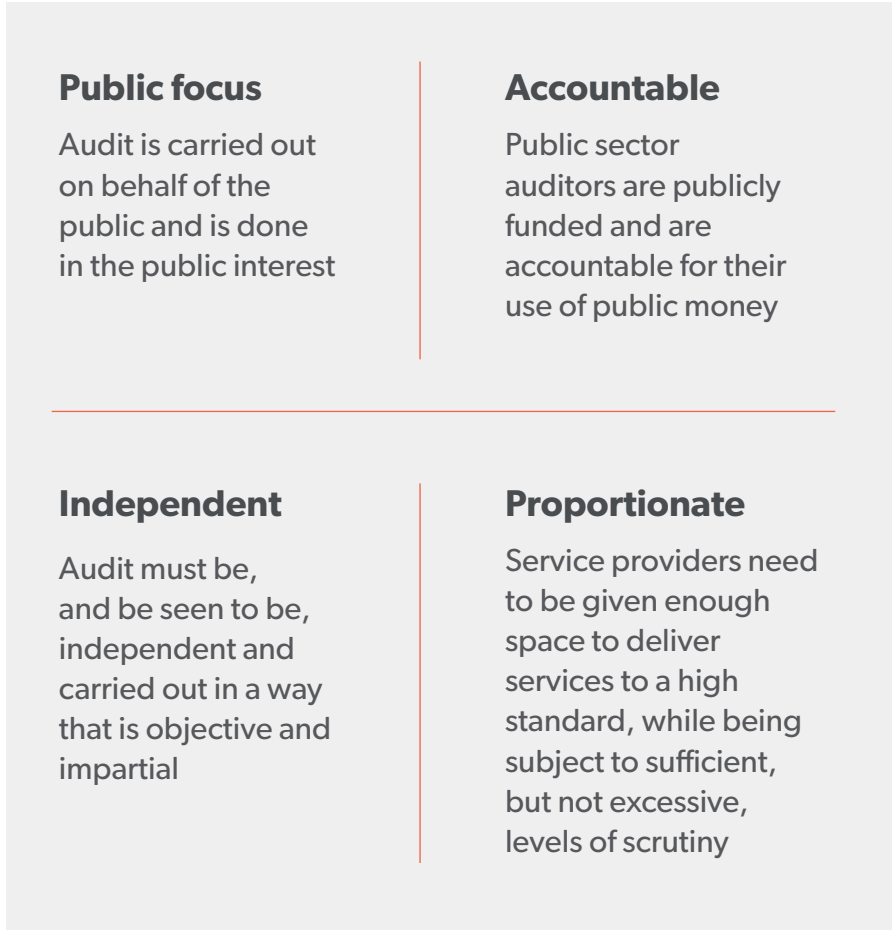 Public focus
Audit is carried out
on behalf of the
public and is done
in the public interest
Accountable
Public sector
auditors are publicly
funded and are
accountable for their
use of public money
Independent
Audit must be,
and be seen to be,
independent and
carried out in a way
that is objective and
impartial
Proportionate
Service providers need
to be given enough
space to deliver
services to a high
standard, while being
subject to sufficient,
but not excessive,
levels of scrutiny